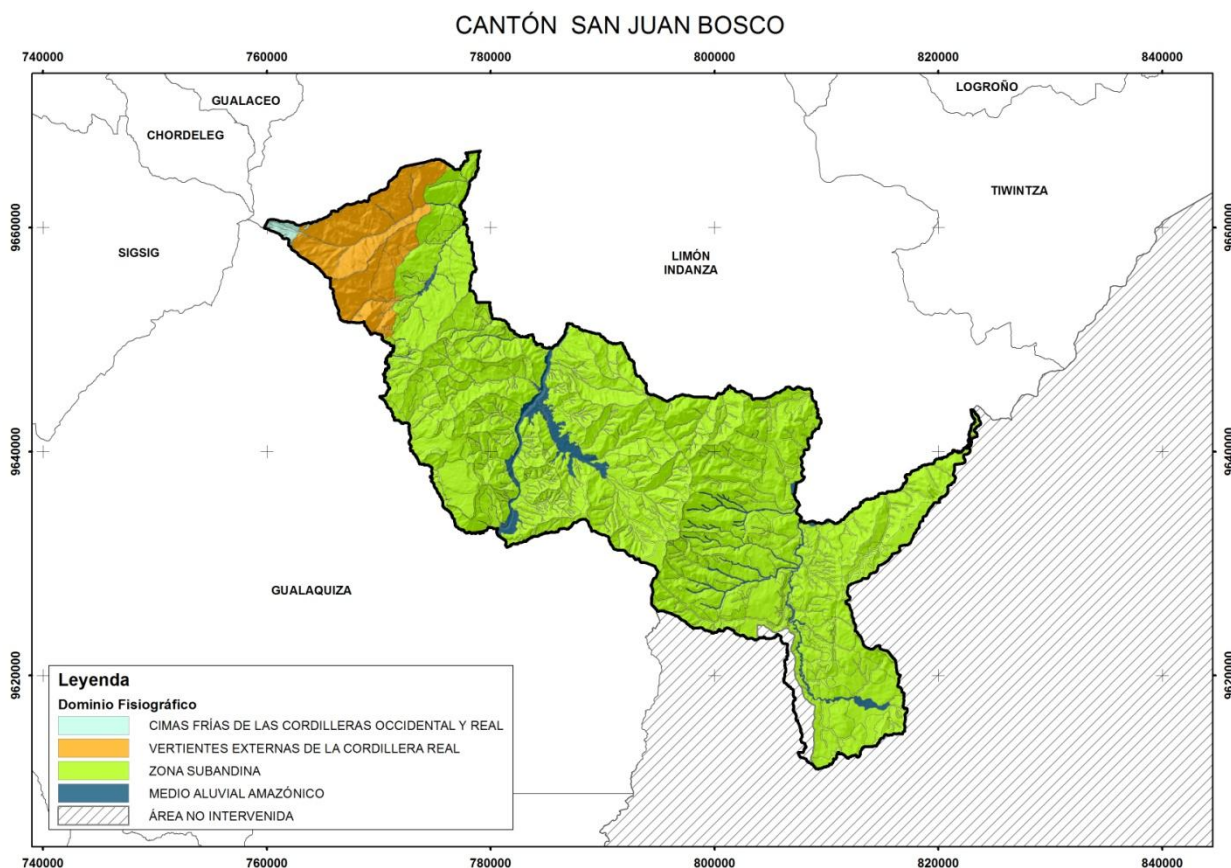 CANTÓN SAN JUAN BOSCO
740000 760000 780000 800000 820000 840000
LOGROÑO
GUALACEO
CHORDELEG
TIWINTZA
9660000 9660000
SIGSIG
LIMÓN
INDANZA
9640000 9640000
GUALAQUIZA
9620000 9620000
Leyenda
Dominio Fisiográfico
CIMAS FRÍAS DE LAS CORDILLERAS OCCIDENTAL Y REAL
VERTIENTES EXTERNAS DE LA CORDILLERA REAL
ZONA SUBANDINA
MEDIO ALUVIAL AMAZÓNICO
ÁREA NO INTERVENIDA
740000 760000 780000 800000 820000 840000